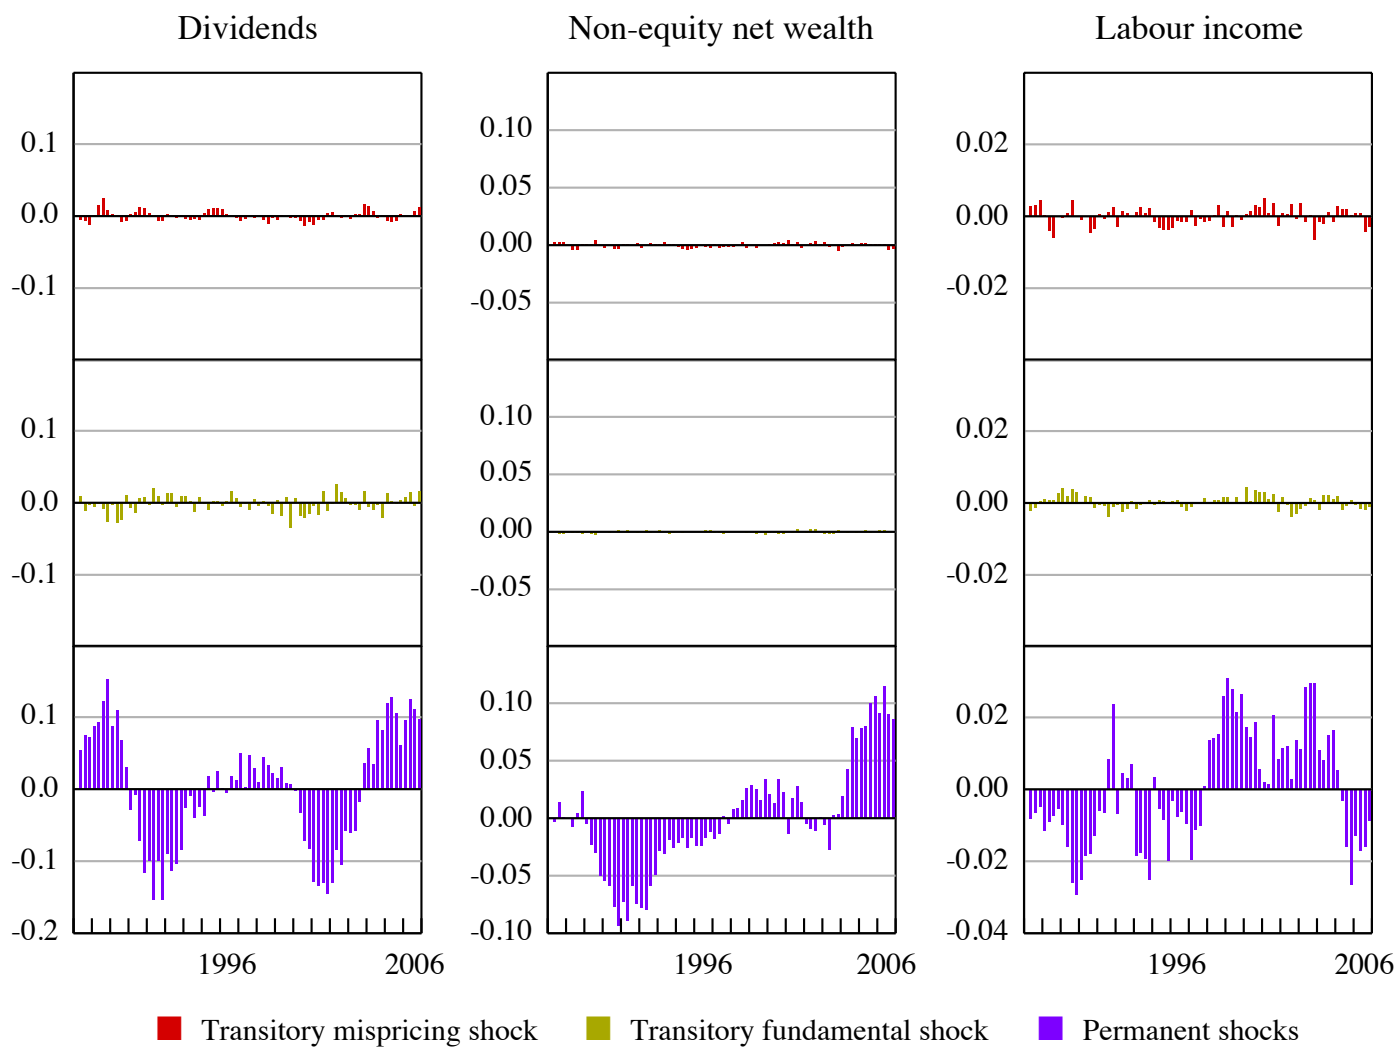 Dividends Non-equity net wealth Labour income
0.1 0.10 0.02
0.05
0.0 0.00 0.00
-0.1 -0.05 -0.02
0.1 0.10 0.02
0.05
0.0 0.00 0.00
-0.1 -0.05 -0.02
0.1 0.10 0.02
0.05
0.0 0.00 0.00
-0.1 -0.05 -0.02
-0.2 -0.10 -0.04
1996 2006 1996 2006 1996 2006
Transitory mispricing shock Transitory fundamental shock Permanent shocks